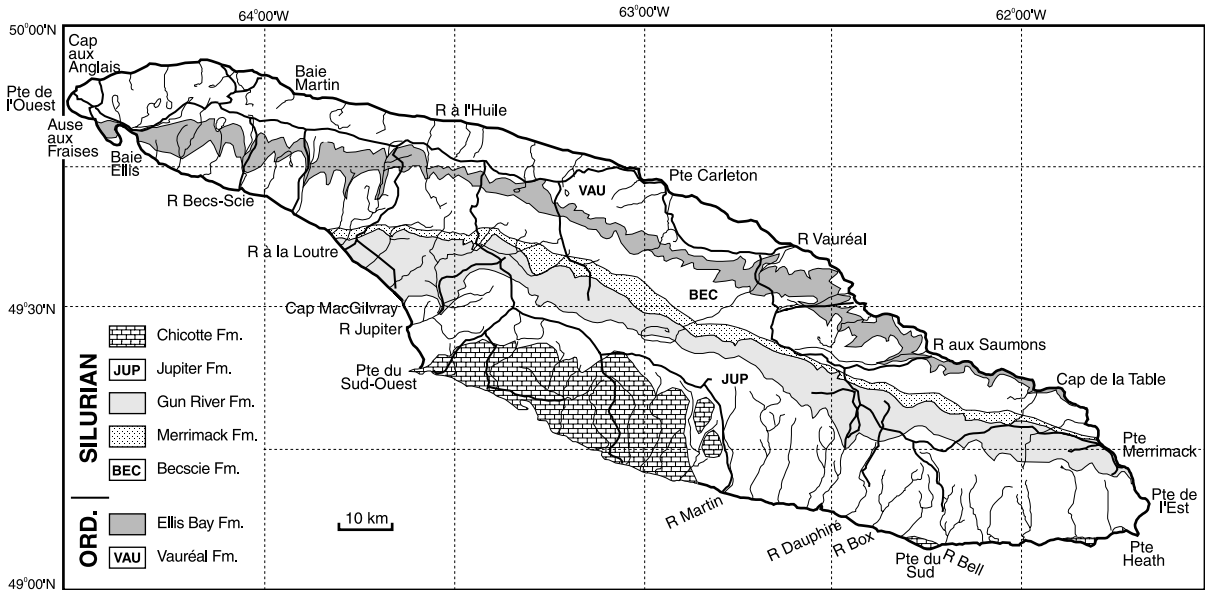 64°00'W
63°00'W
62°00'W
50°00'N
Cap
aux
Anglais
Pte de
l'Ouest
Baie
Martin
R à l'Huile
Ause
aux
Fraises
Baie
Ellis
Pte Carleton
VAU
R Becs-Scie
R Vauréal
R à la Loutre
BEC
Cap MacGilvray
49°30'N
R Jupiter
R aux Saumons
Pte du
Sud-Ouest
JUP
Cap de la Table
Pte
Merrimack
Pte de
l'Est
R Martin
R Dauphiré
R Box
Pte du
Sud
R Bell
Pte
Heath
SILURIAN
Chicotte Fm.
JUP Jupiter Fm.
Gun River Fm.
Merrimack Fm.
BEC Becscie Fm.
ORD.
Ellis Bay Fm.
VAU Vauréal Fm.
10 km
49°00'N